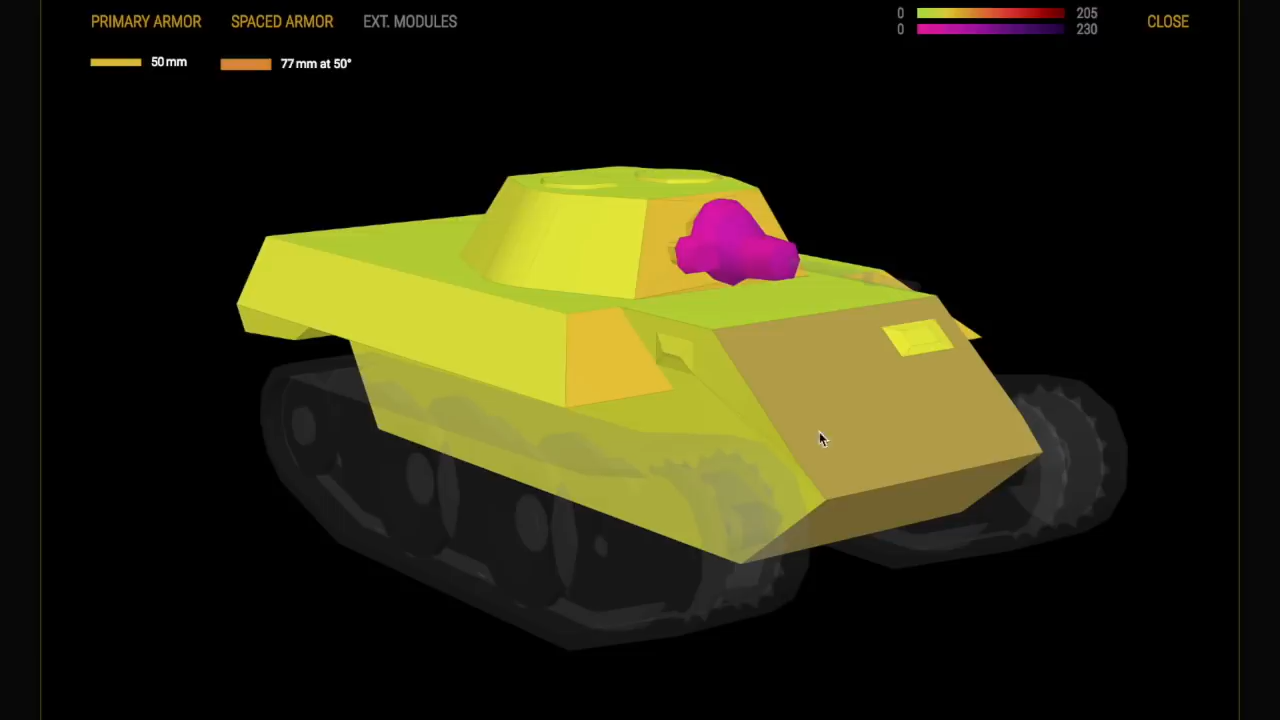 PRIMARY ARMOR SPACED ARMOR EXT. MODULES 0 205 CLOSE
0 230
50 mm 77 mm at 50°